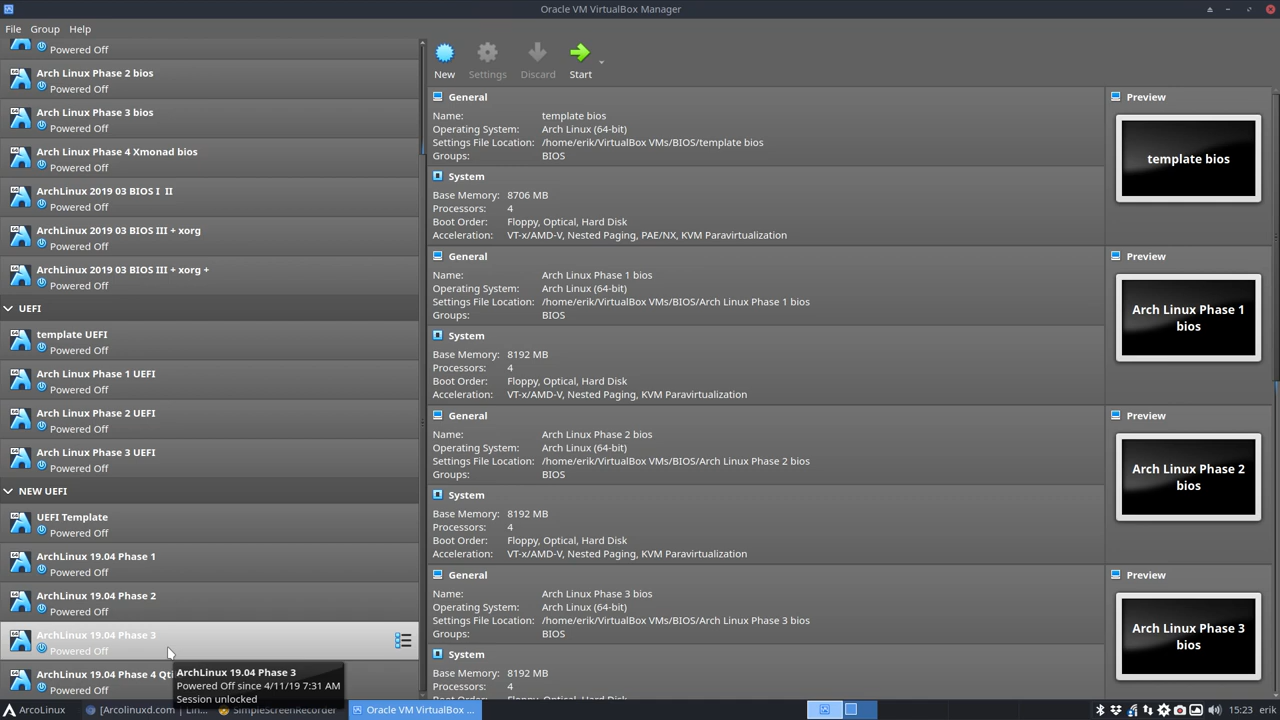 Oracle VM VirtualBox Manager
File Group Help
Powered Off
Arch Linux Phase 2 bios
Powered Off
Arch Linux Phase 3 bios
Powered Off
Arch Linux Phase 4 Xmonad bios
Powered Off
ArchLinux 2019 03 BIOS I II
Powered Off
ArchLinux 2019 03 BIOS III + xorg
Powered Off
ArchLinux 2019 03 BIOS III + xorg +
Powered Off
UEFI
template UEFI
Powered Off
Arch Linux Phase 1 UEFI
Powered Off
Arch Linux Phase 2 UEFI
Powered Off
Arch Linux Phase 3 UEFI
Powered Off
NEW UEFI
UEFI Template
Powered Off
ArchLinux 19.04 Phase 1
Powered Off
ArchLinux 19.04 Phase 2
Powered Off
ArchLinux 19.04 Phase 3
Powered Off
ArchLinux 19.04 Phase 4 Qti
Powered Off
ArchLinux 19.04 Phase 3
Powered Off since 4/11/19 7:31 AM
Session unlocked
New Settings Discard Start
General
Name: template bios
Operating System: Arch Linux (64-bit)
Settings File Location: /home/erik/VirtualBox VMs/BIOS/template bios
Groups: BIOS
System
Base Memory: 8706 MB
Processors: 4
Boot Order: Floppy, Optical, Hard Disk
Acceleration: VT-x/AMD-V, Nested Paging, PAE/NX, KVM Paravirtualization
Preview
template bios
General
Name: Arch Linux Phase 1 bios
Operating System: Arch Linux (64-bit)
Settings File Location: /home/erik/VirtualBox VMs/BIOS/Arch Linux Phase 1 bios
Groups: BIOS
System
Base Memory: 8192 MB
Processors: 4
Boot Order: Floppy, Optical, Hard Disk
Acceleration: VT-x/AMD-V, Nested Paging, KVM Paravirtualization
Preview
Arch Linux Phase 1
bios
General
Name: Arch Linux Phase 2 bios
Operating System: Arch Linux (64-bit)
Settings File Location: /home/erik/VirtualBox VMs/BIOS/Arch Linux Phase 2 bios
Groups: BIOS
System
Base Memory: 8192 MB
Processors: 4
Boot Order: Floppy, Optical, Hard Disk
Acceleration: VT-x/AMD-V, Nested Paging, KVM Paravirtualization
Preview
Arch Linux Phase 2
bios
General
Name: Arch Linux Phase 3 bios
Operating System: Arch Linux (64-bit)
Settings File Location: /home/erik/VirtualBox VMs/BIOS/Arch Linux Phase 3 bios
Groups: BIOS
System
Base Memory: 8192 MB
Processors: 4
Preview
Arch Linux Phase 3
bios
ArcoLinux [Arcolinuxd.com] Lin... SimpleScreenRecorder Oracle VM VirtualBox ... 15:23 erik